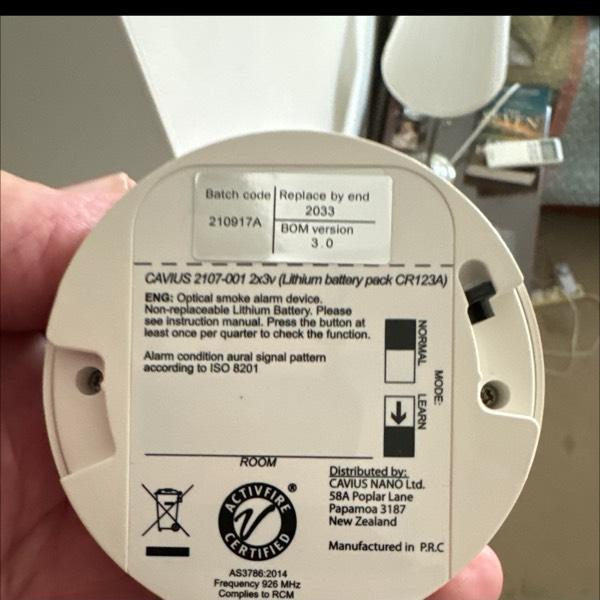 Batch code
210917A
Replace by end
2033
BOM version
3.0
CAVIUS 2107-001 2x3v (Lithium battery pack CR123A)
ENG: Optical smoke alarm device.
Non-replaceable Lithium Battery. Please
see instruction manual. Press the button at
least once per quarter to check the function.
Alarm condition aural signal pattern
according to ISO 8201
NORMAL
MODE:
LEARN
ROOM
ACTIVFIRE ®
CERTIFIED
AS3786:2014
Frequency 926 MHz
Complies to RCM
Distributed by:
CAVIUS NANO Ltd.
58A Poplar Lane
Papamoa 3187
New Zealand
Manufactured in P.R.C